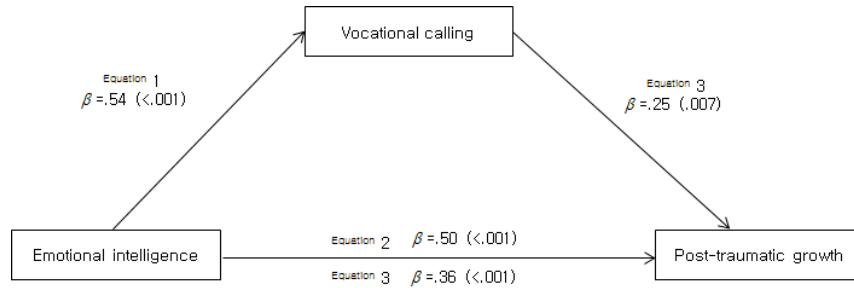 Vocational calling
Equation 1
β=.54 (<.001)
Equation 3
β=.25 (.007)
Emotional intelligence
Equation 2 β=.50 (<.001)
Equation 3 β=.36 (<.001)
Post-traumatic growth